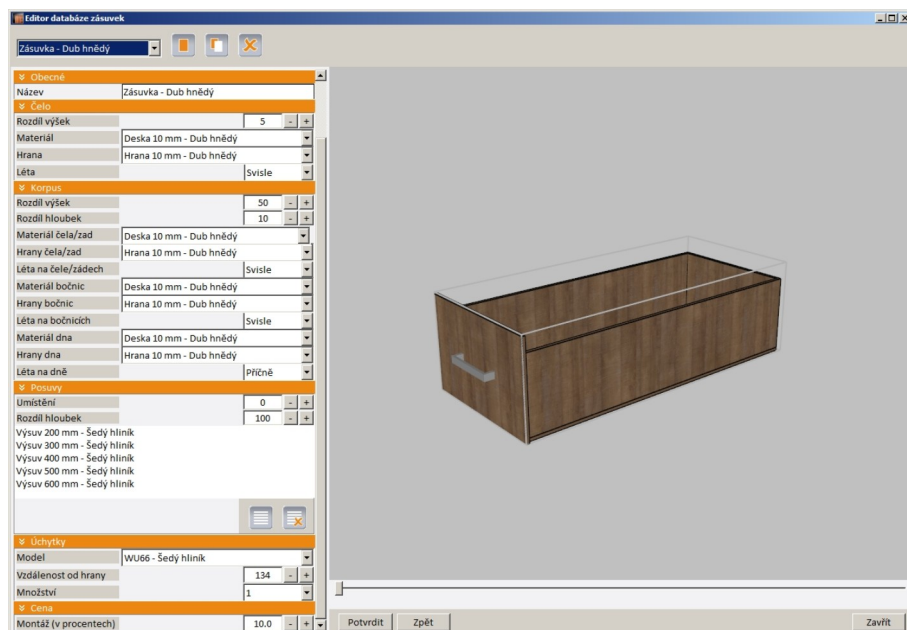 Editor databáze zásuvek
Zásuvka - Dub hnědý
Obecné
Název Zásuvka - Dub hnědý
Čelo
Rozdíl výšek 5 - +
Materiál Deska 10 mm - Dub hnědý
Hrana Hrana 10 mm - Dub hnědý
Léta Svisle
Korpus
Rozdíl výšek 50 - +
Rozdíl hloubek 10 - +
Materiál čela/zad Deska 10 mm - Dub hnědý
Hrany čela/zad Hrana 10 mm - Dub hnědý
Léta na čele/zádech Svisle
Materiál bočnic Deska 10 mm - Dub hnědý
Hrany bočnic Hrana 10 mm - Dub hnědý
Léta na bočnicích Svisle
Materiál dna Deska 10 mm - Dub hnědý
Hrany dna Hrana 10 mm - Dub hnědý
Léta na dně Příčně
Posuvy
Umístění 0 - +
Rozdíl hloubek 100 - +
Výsuv 200 mm - Šedý hliník
Výsuv 300 mm - Šedý hliník
Výsuv 400 mm - Šedý hliník
Výsuv 500 mm - Šedý hliník
Výsuv 600 mm - Šedý hliník
Úchytky
Model WU66 - Šedý hliník
Vzdálenost od hrany 134 - +
Množství 1
Cena
Montáž (v procentech) 10.0 - +
Potvrdit Zpět Zavřít